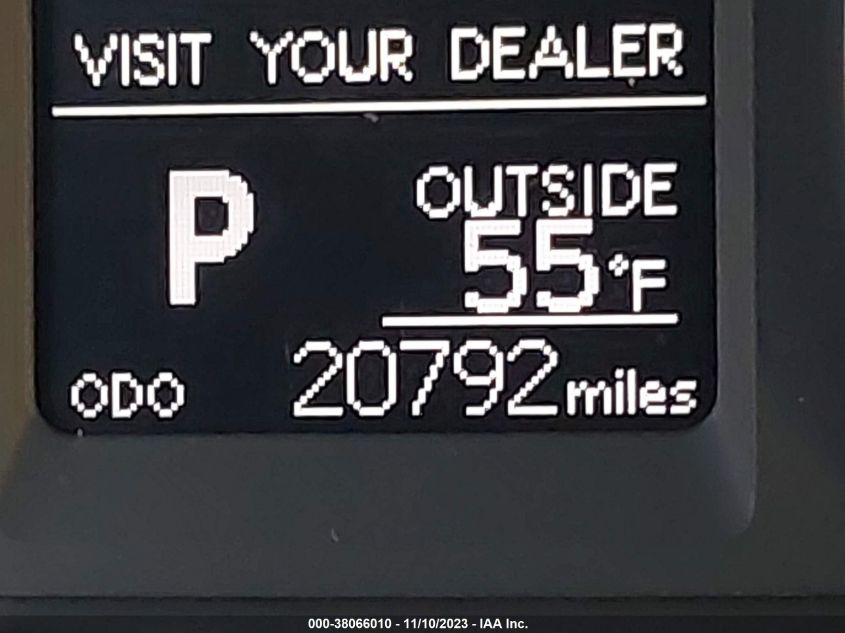 VISIT YOUR DEALER
P
OUTSIDE
55°F
ODO 20792 miles
000-38066010 - 11/10/2023 - IAA Inc.